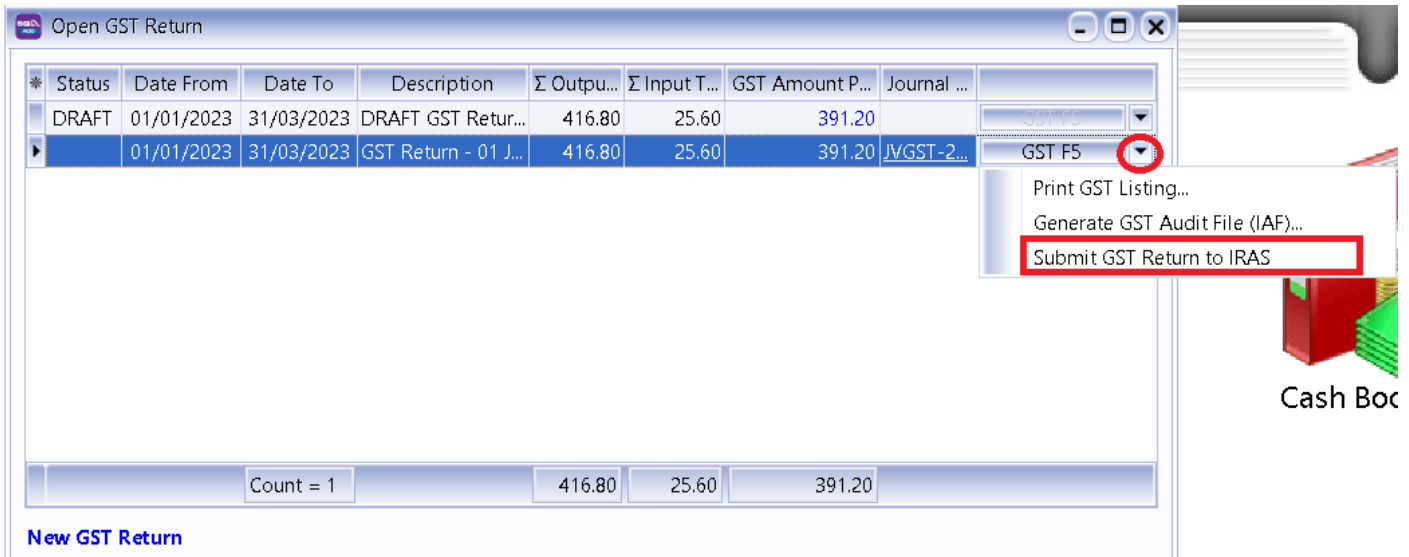 Open GST Return
* Status Date From Date To Description Σ Outpu... Σ Input T... GST Amount P... Journal ...
DRAFT 01/01/2023 31/03/2023 DRAFT GST Retur... 416.80 25.60 391.20 GST F5
01/01/2023 31/03/2023 GST Return - 01 J... 416.80 25.60 391.20 JVGST-2... GST F5
Print GST Listing...
Generate GST Audit File (IAF)...
Submit GST Return to IRAS
Cash Boo
Count = 1 416.80 25.60 391.20
New GST Return